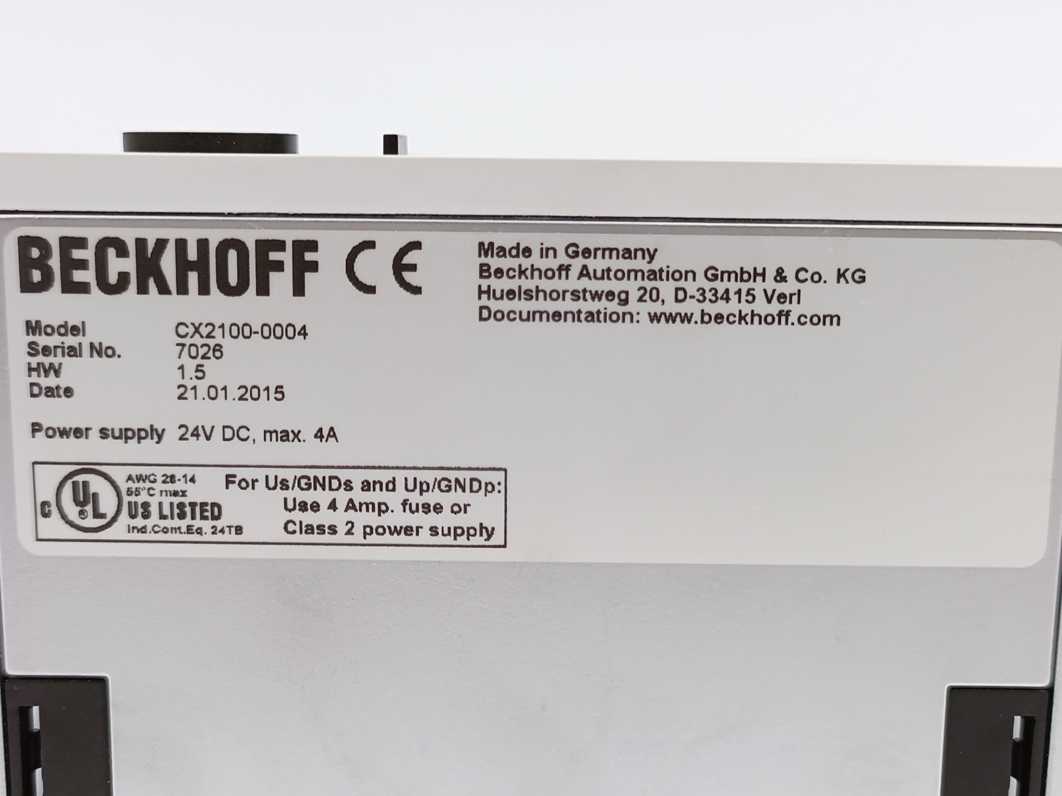 BECKHOFF CE
Made in Germany
Beckhoff Automation GmbH & Co. KG
Huelshorstweg 20, D-33415 Verl
Documentation: www.beckhoff.com
Model CX2100-0004
Serial No. 7026
HW 1.5
Date 21.01.2015
Power supply 24V DC, max. 4A
C UL ®
AWG 28-14
55°C max
US LISTED
Ind.Cont.Eq. 24TB
For Us/GNDs and Up/GNDp:
Use 4 Amp. fuse or
Class 2 power supply